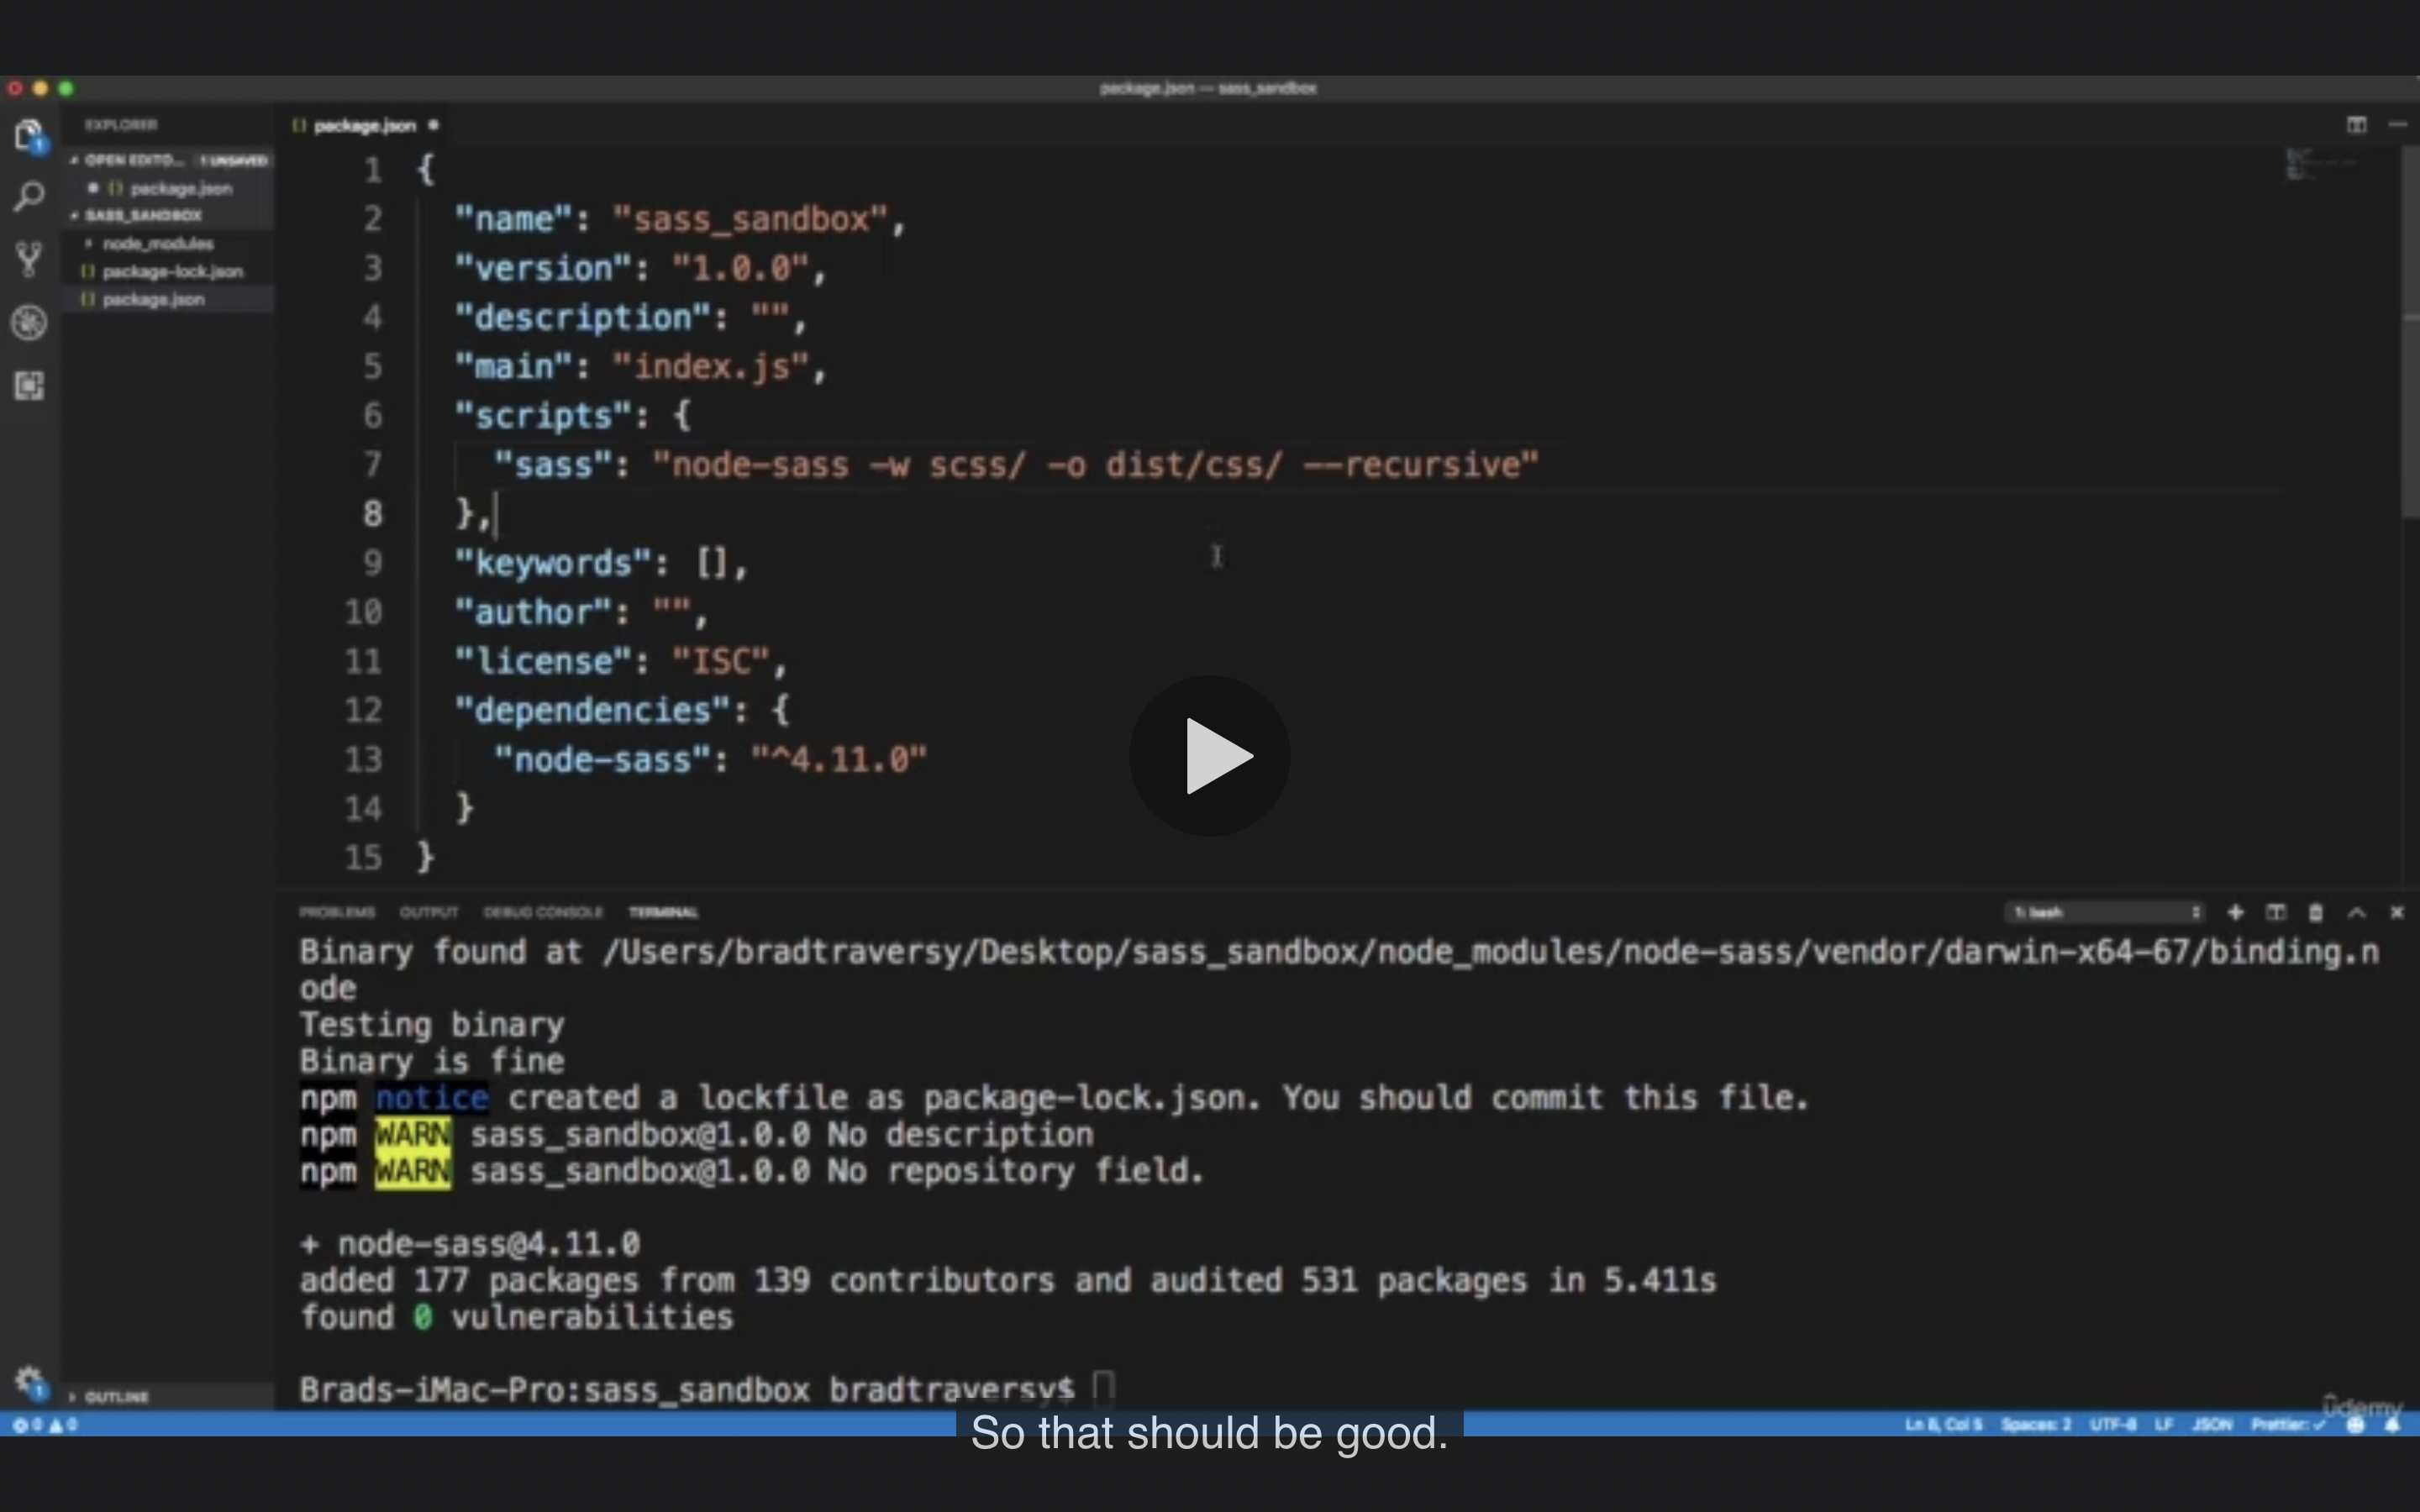 package.json — sass_sandbox
EXPLORER
OPEN EDITO... 1 UNSAVED
package.json
SASS_SANDBOX
node_modules
package-lock.json
package.json
OUTLINE
package.json
1 {
2 "name": "sass_sandbox",
3 "version": "1.0.0",
4 "description": "",
5 "main": "index.js",
6 "scripts": {
7 "sass": "node-sass -w scss/ -o dist/css/ --recursive"
8 },
9 "keywords": [],
10 "author": "",
11 "license": "ISC",
12 "dependencies": {
13 "node-sass": "^4.11.0"
14 }
15 }
PROBLEMS OUTPUT DEBUG CONSOLE TERMINAL 1: bash
Binary found at /Users/bradtraversy/Desktop/sass_sandbox/node_modules/node-sass/vendor/darwin-x64-67/binding.n
ode
Testing binary
Binary is fine
npm notice created a lockfile as package-lock.json. You should commit this file.
npm WARN sass_sandbox@1.0.0 No description
npm WARN sass_sandbox@1.0.0 No repository field.
+ node-sass@4.11.0
added 177 packages from 139 contributors and audited 531 packages in 5.411s
found 0 vulnerabilities
Brads-iMac-Pro:sass_sandbox bradtraversy$
ûdemy
0 0 Ln 8, Col 5 Spaces: 2 UTF-8 LF JSON Prettier: ✓
So that should be good.